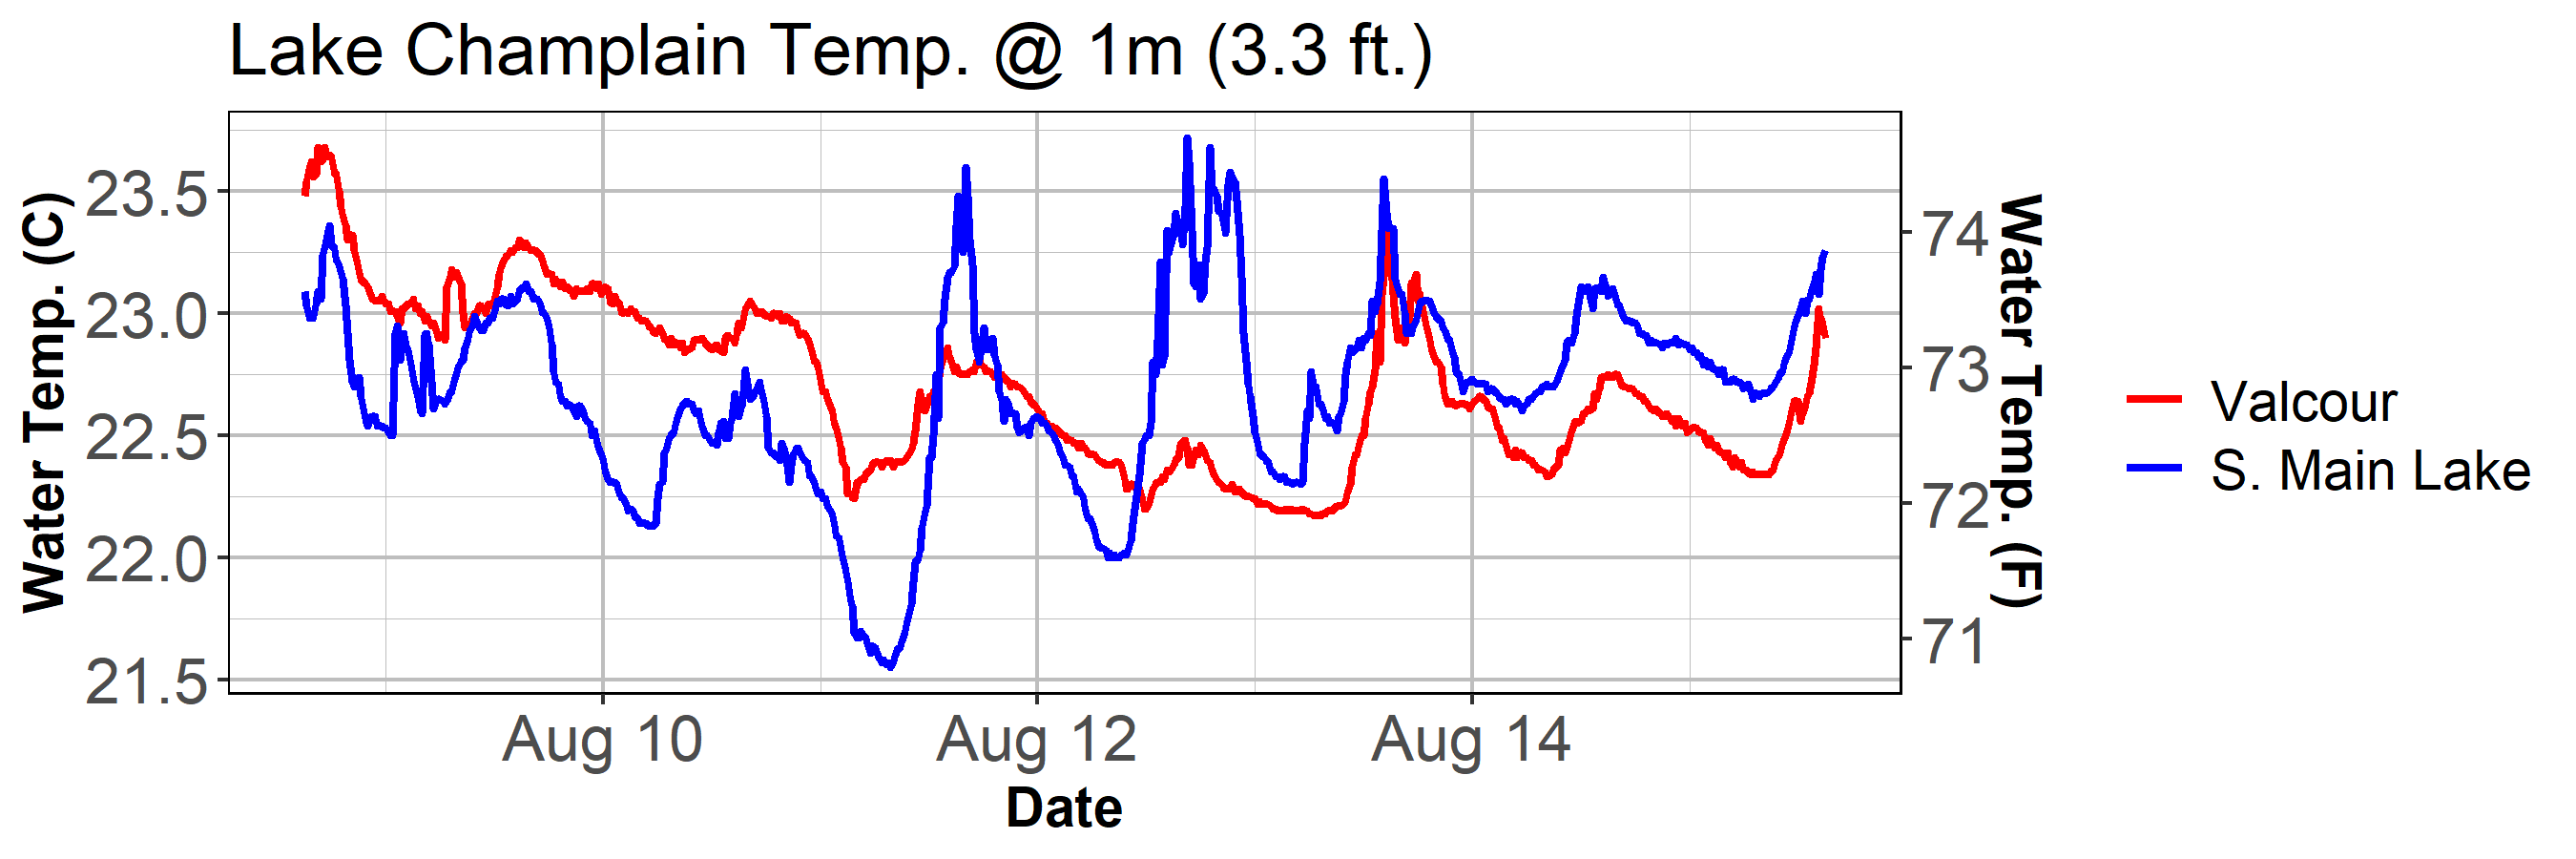 Lake Champlain Temp. @ 1m (3.3 ft.)
Water Temp. (C)
23.5
23.0
22.5
22.0
21.5
74
73
72
71
Water Temp. (F)
Aug 10
Aug 12
Aug 14
Date
Valcour
S. Main Lake